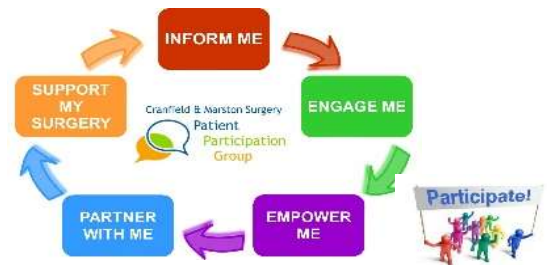 INFORM ME
ENGAGE ME
EMPOWER
ME
PARTNER
WITH ME
SUPPORT
MY
SURGERY
Cranfield & Marston Surgery
Patient
Participation
Group
Participate!